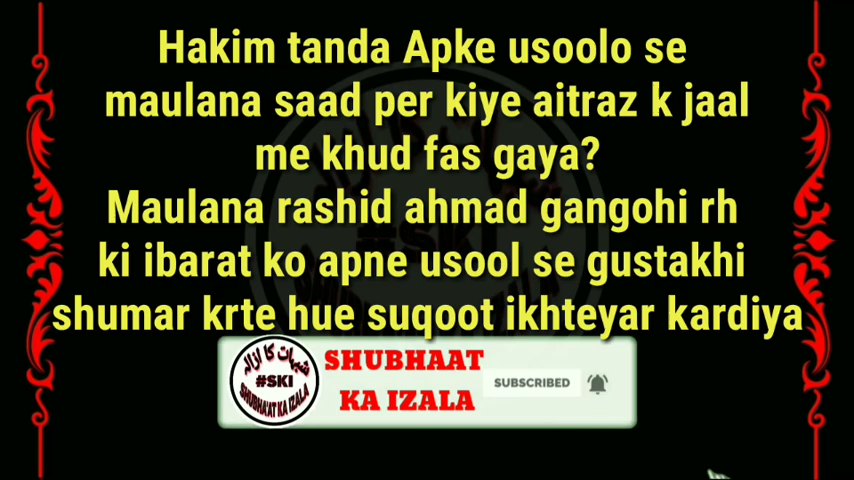 Hakim tanda Apke usoolo se
maulana saad per kiye aitraz k jaal
me khud fas gaya?
Maulana rashid ahmad gangohi rh
ki ibarat ko apne usool se gustakhi
shumar krte hue suqoot ikhteyar kardiya
شبہات کا ازالہ
#SKI
SHUBHAAT KA IZALA
SHUBHAAT
KA IZALA
SUBSCRIBED